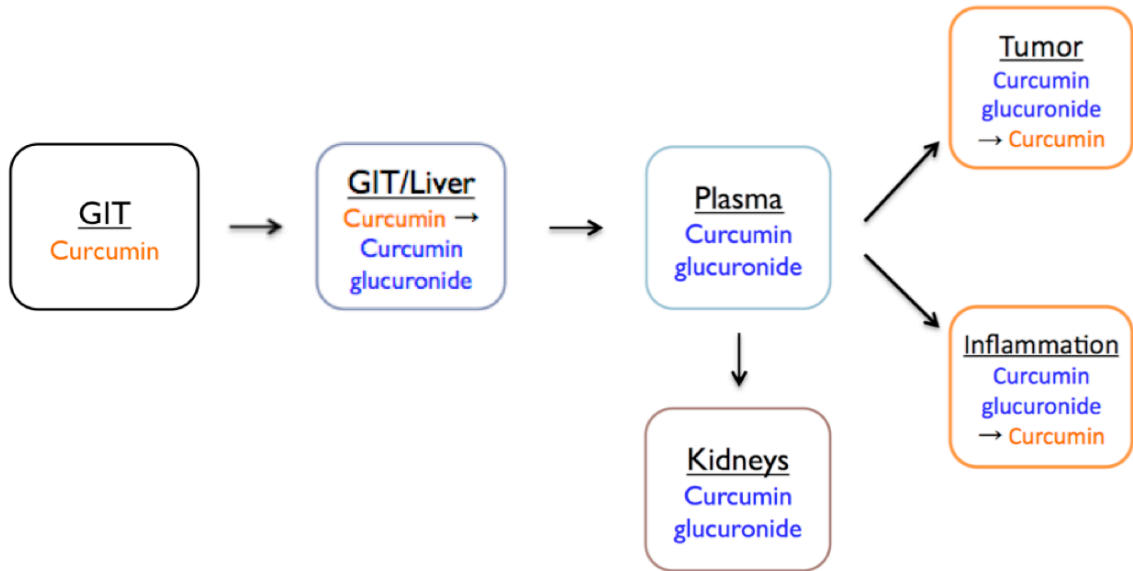 GIT
Curcumin
GIT/Liver
Curcumin →
Curcumin
glucuronide
Plasma
Curcumin
glucuronide
Kidneys
Curcumin
glucuronide
Tumor
Curcumin
glucuronide
→ Curcumin
Inflammation
Curcumin
glucuronide
→ Curcumin